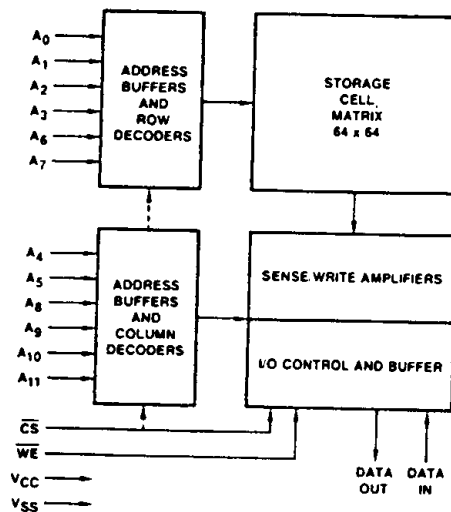 A0
A1
A2
A3
A6
A7
ADDRESS
BUFFERS
AND
ROW
DECODERS
STORAGE
CELL
MATRIX
64 x 64
A4
A5
A8
A9
A10
A11
ADDRESS
BUFFERS
AND
COLUMN
DECODERS
SENSE/WRITE AMPLIFIERS
I/O CONTROL AND BUFFER
CS
WE
VCC
VSS
DATA
OUT
DATA
IN